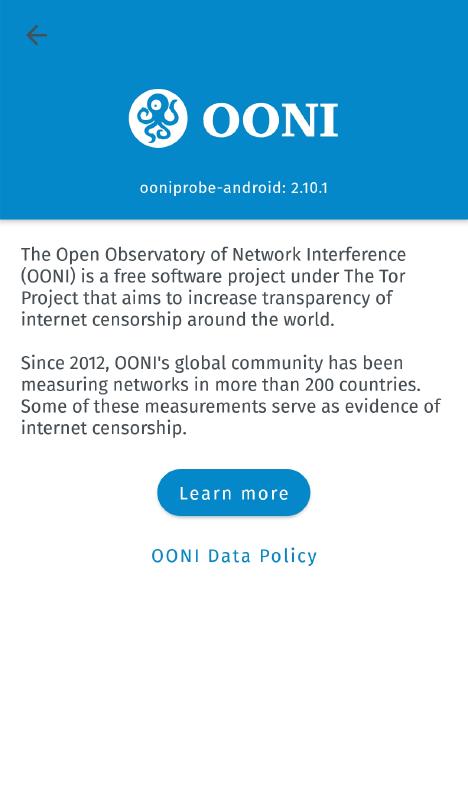 OONI
ooniprobe-android: 2.10.1
The Open Observatory of Network Interference
(OONI) is a free software project under The Tor
Project that aims to increase transparency of
internet censorship around the world.
Since 2012, OONI's global community has been
measuring networks in more than 200 countries.
Some of these measurements serve as evidence of
internet censorship.
Learn more
OONI Data Policy